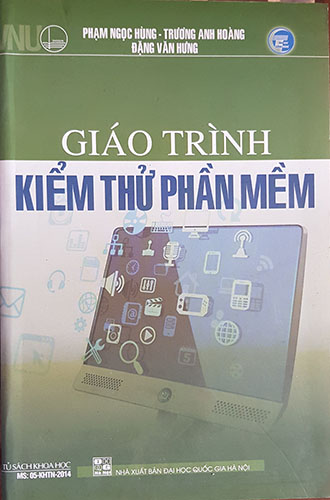 VNU
PHẠM NGỌC HÙNG - TRƯƠNG ANH HOÀNG
ĐẶNG VĂN HƯNG
GIÁO TRÌNH
KIỂM THỬ PHẦN MỀM
TỦ SÁCH KHOA HỌC
MS: 05-KHTN-2014
NHÀ XUẤT BẢN ĐẠI HỌC QUỐC GIA HÀ NỘI